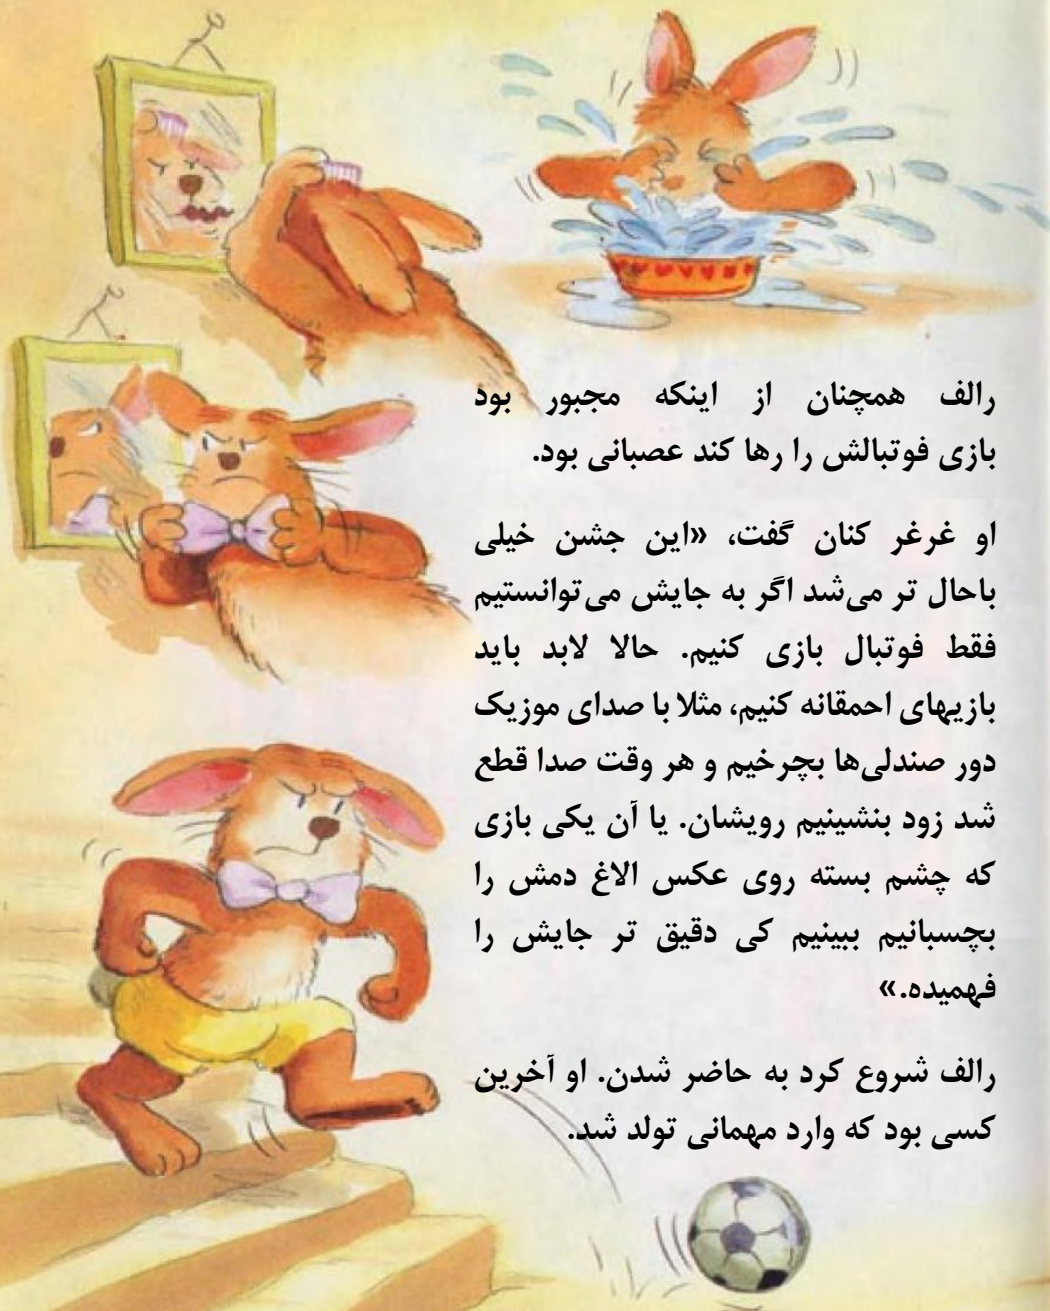 رالف همچنان از اینکه مجبور بود
بازی فوتبالش را رها کند عصبانی بود.
او غرغر کنان گفت، «این جشن خیلی
باحال تر می‌شد اگر به جایش می‌توانستیم
فقط فوتبال بازی کنیم. حالا لابد باید
بازیهای احمقانه کنیم، مثلا با صدای موزیک
دور صندلی‌ها بچرخیم و هر وقت صدا قطع
شد زود بنشینیم رویشان. یا آن یکی بازی
که چشم بسته روی عکس الاغ دمش را
بچسبانیم ببینیم کی دقیق تر جایش را
فهمیده.»
رالف شروع کرد به حاضر شدن. او آخرین
کسی بود که وارد مهمانی تولد شد.